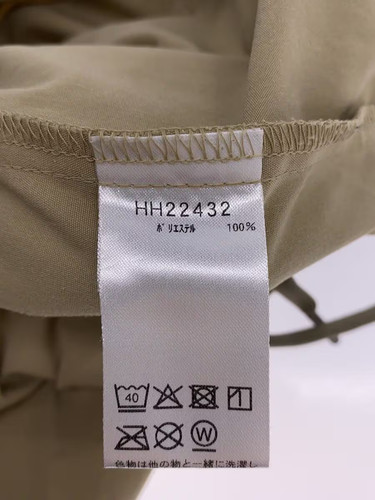 HH22432
ポリエステル 100%
40
W
色物は他の物と一緒に洗濯し